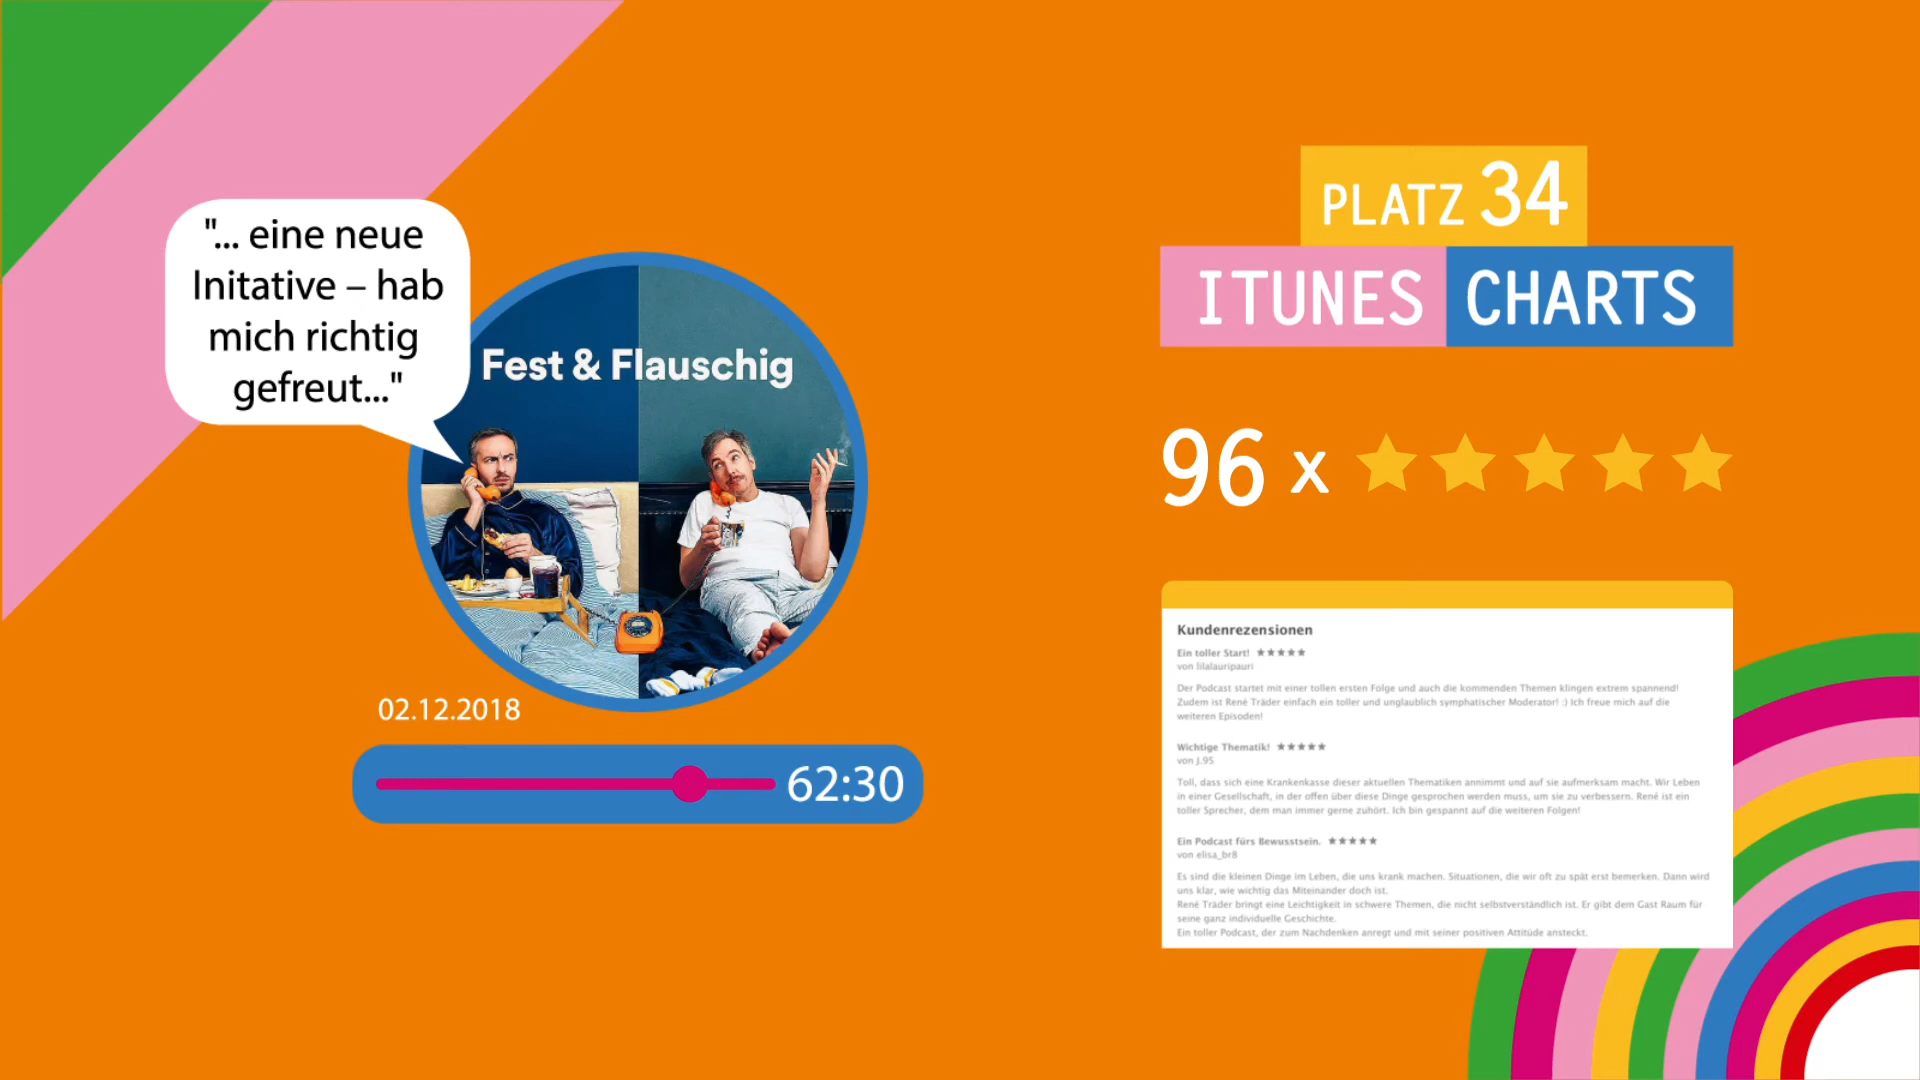 "... eine neue
Initative – hab
mich richtig
gefreut..."
Fest & Flauschig
02.12.2018
62:30
PLATZ 34
ITUNES CHARTS
96 x
Kundenrezensionen
Ein toller Start! ★★★★★
von lilalauripauri
Der Podcast startet mit einer tollen ersten Folge und auch die kommenden Themen klingen extrem spannend!
Zudem ist René Träder einfach ein toller und unglaublich symphatischer Moderator! :) Ich freue mich auf die
weiteren Episoden!
Wichtige Thematik! ★★★★★
von J.95
Toll, dass sich eine Krankenkasse dieser aktuellen Thematiken annimmt und auf sie aufmerksam macht. Wir Leben
in einer Gesellschaft, in der offen über diese Dinge gesprochen werden muss, um sie zu verbessern. René ist ein
toller Sprecher, dem man immer gerne zuhört. Ich bin gespannt auf die weiteren Folgen!
Ein Podcast fürs Bewusstsein. ★★★★★
von elisa_br8
Es sind die kleinen Dinge im Leben, die uns krank machen. Situationen, die wir oft zu spät erst bemerken. Dann wird
uns klar, wie wichtig das Miteinander doch ist.
René Träder bringt eine Leichtigkeit in schwere Themen, die nicht selbstverständlich ist. Er gibt dem Gast Raum für
seine ganz individuelle Geschichte.
Ein toller Podcast, der zum Nachdenken anregt und mit seiner positiven Attitüde ansteckt.